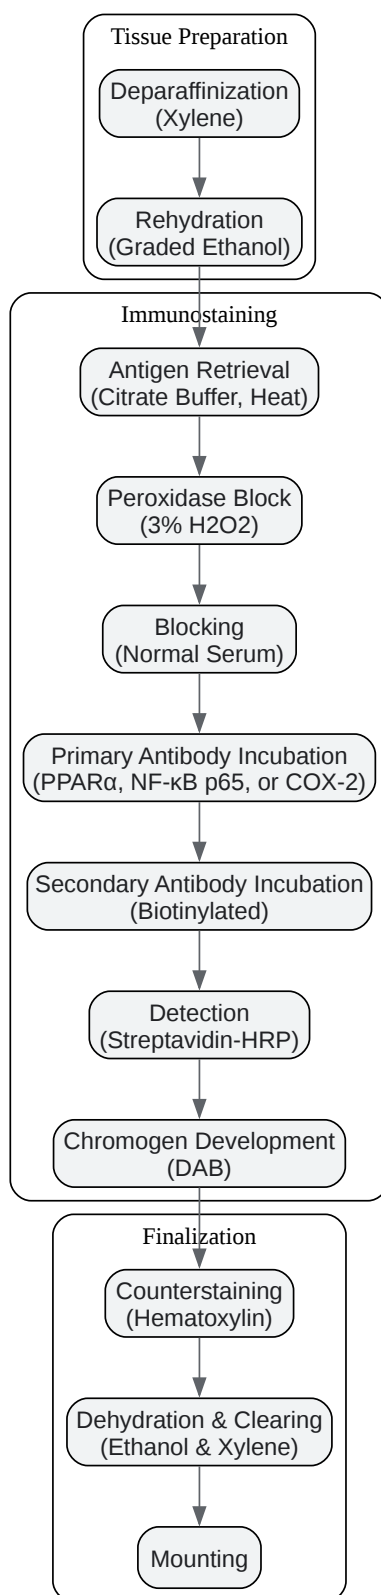 Tissue Preparation
Deparaffinization
(Xylene)
Rehydration
(Graded Ethanol)
Immunostaining
Antigen Retrieval
(Citrate Buffer, Heat)
Peroxidase Block
(3% H2O2)
Blocking
(Normal Serum)
Primary Antibody Incubation
(PPARα, NF-κB p65, or COX-2)
Secondary Antibody Incubation
(Biotinylated)
Detection
(Streptavidin-HRP)
Chromogen Development
(DAB)
Finalization
Counterstaining
(Hematoxylin)
Dehydration & Clearing
(Ethanol & Xylene)
Mounting